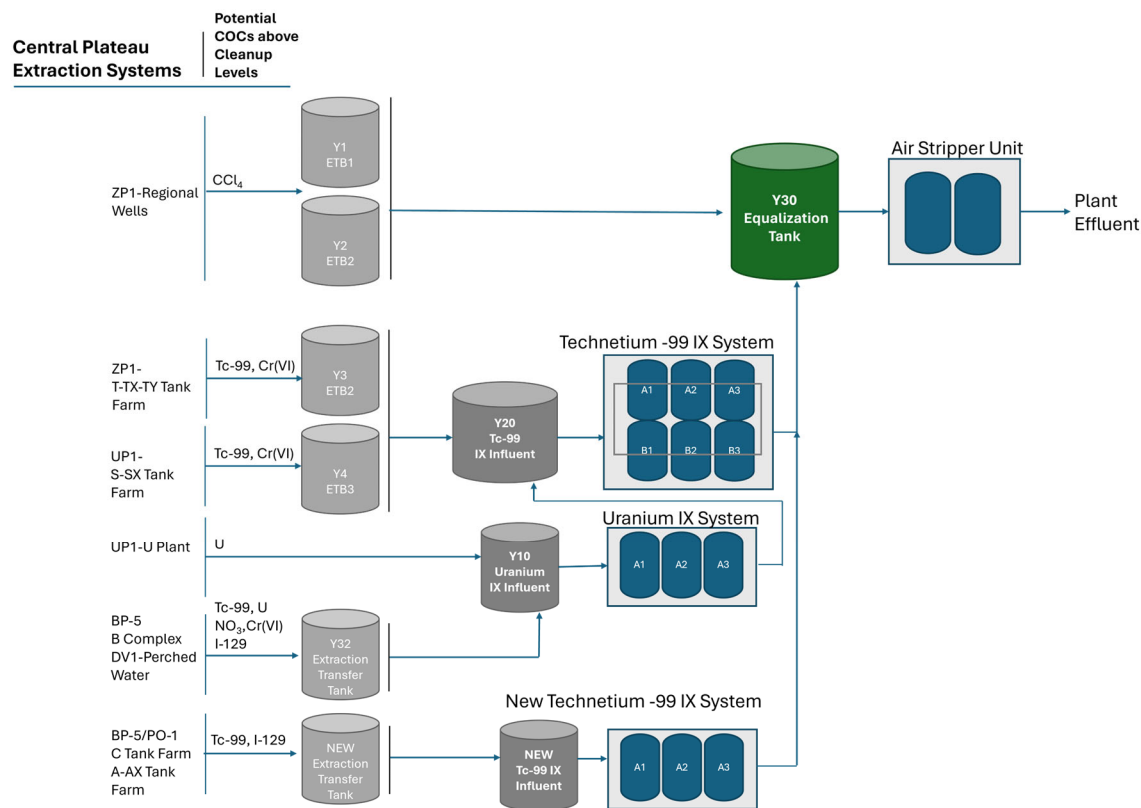 Central Plateau
Extraction Systems
Potential
COCs above
Cleanup
Levels
ZP1-Regional
Wells
CCl₄
Y1
ETB1
Y2
ETB2
Y30
Equalization
Tank
Air Stripper Unit
Plant
Effluent
ZP1-
T-TX-TY Tank
Farm
Tc-99, Cr(VI)
Y3
ETB2
UP1-
S-SX Tank
Farm
Tc-99, Cr(VI)
Y4
ETB3
Y20
Tc-99
IX Influent
Technetium -99 IX System
A1
A2
A3
B1
B2
B3
UP1-U Plant
U
Y10
Uranium
IX Influent
Uranium IX System
A1
A2
A3
BP-5
B Complex
DV1-Perched
Water
Tc-99, U
NO₃,Cr(VI)
I-129
Y32
Extraction
Transfer
Tank
BP-5/PO-1
C Tank Farm
A-AX Tank
Farm
Tc-99, I-129
NEW
Extraction
Transfer
Tank
NEW
Tc-99 IX
Influent
New Technetium -99 IX System
A1
A2
A3